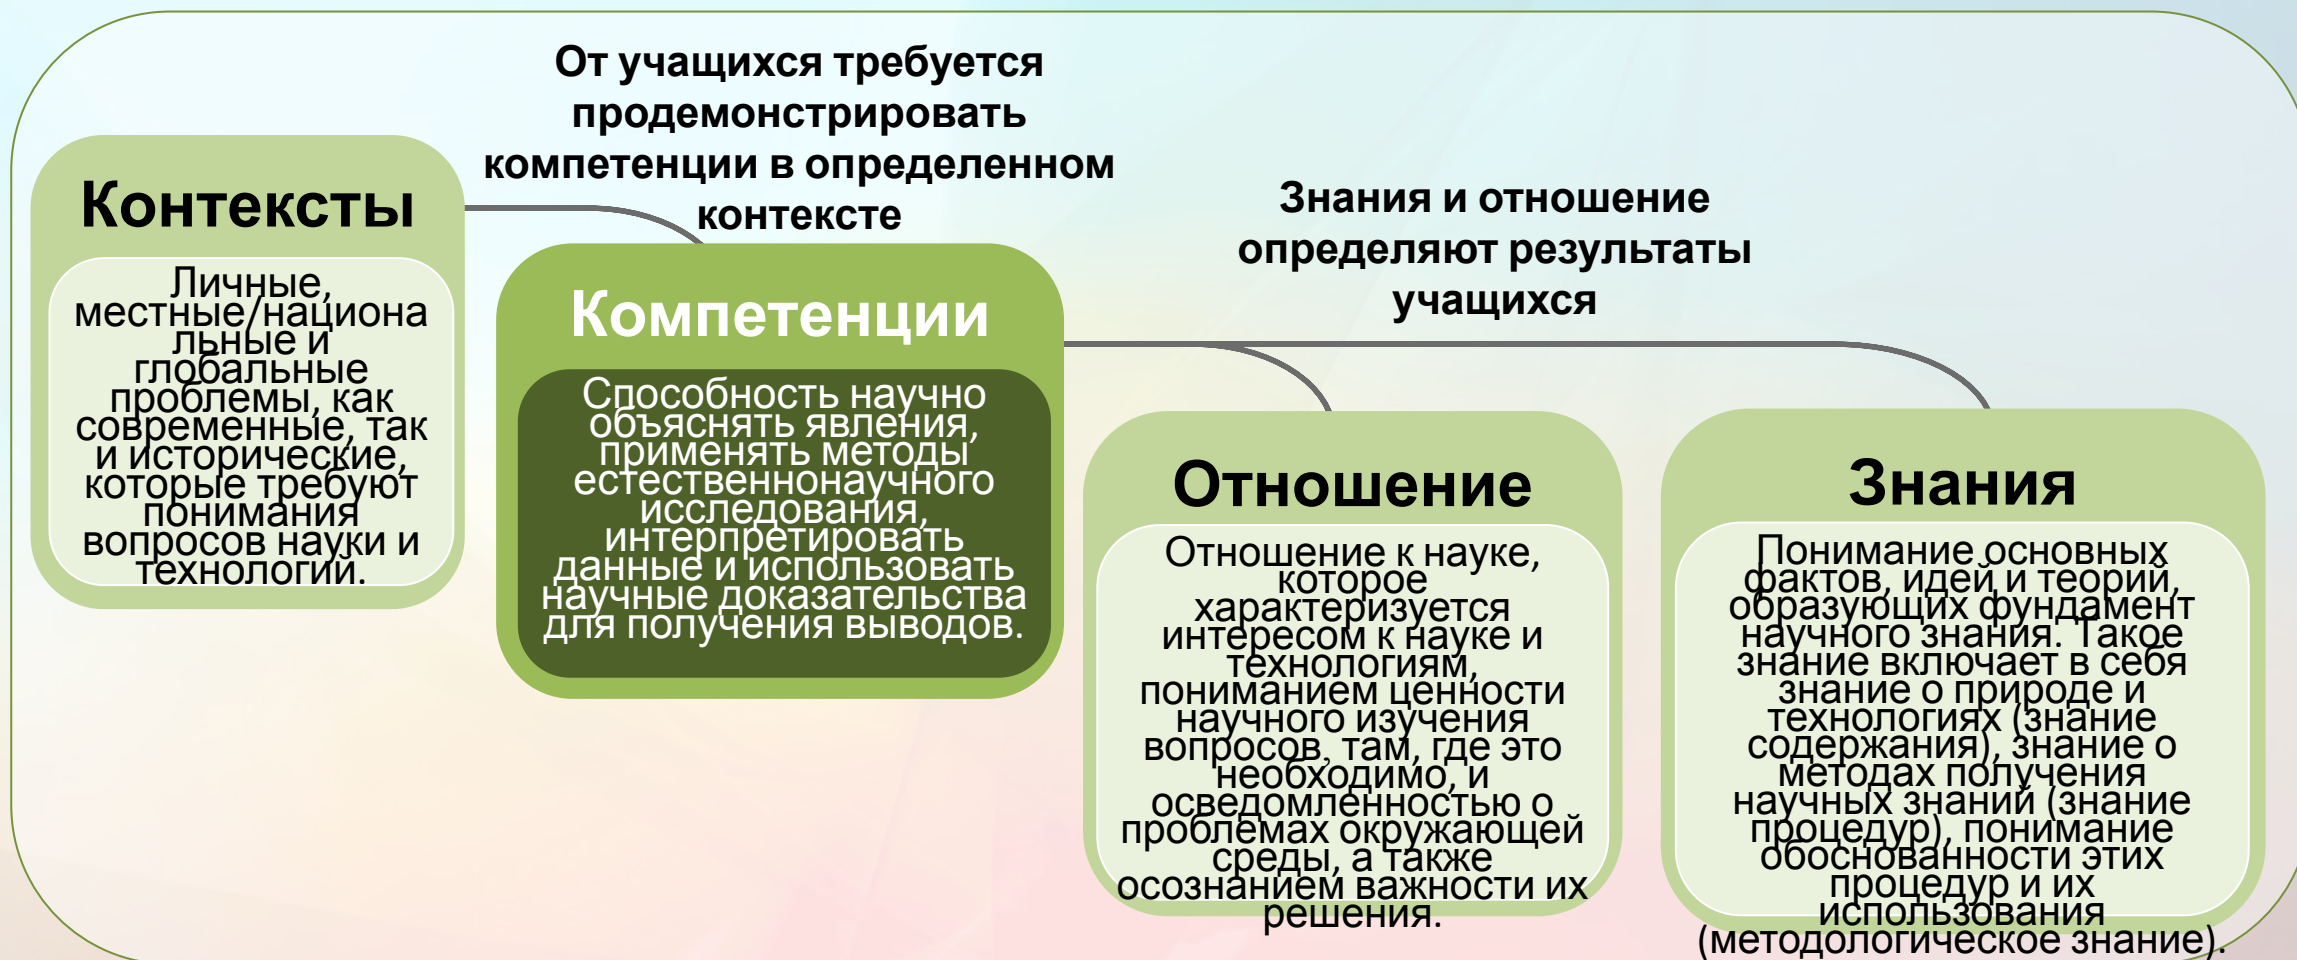 От учащихся требуется
продемонстрировать
компетенции в определенном
контексте
Знания и отношение
определяют результаты
учащихся
Контексты
Личные,
местные/национа
льные и
глобальные
проблемы, как
современные, так
и исторические,
которые требуют
понимания
вопросов науки и
технологий.
Компетенции
Способность научно
объяснять явления,
применять методы
естественнонаучного
исследования,
интерпретировать
данные и использовать
научные доказательства
для получения выводов.
Отношение
Отношение к науке,
которое
характеризуется
интересом к науке и
технологиям,
пониманием ценности
научного изучения
вопросов, там, где это
необходимо, и
осведомленностью о
проблемах окружающей
среды, а также
осознанием важности их
решения.
Знания
Понимание основных
фактов, идей и теорий,
образующих фундамент
научного знания. Такое
знание включает в себя
знание о природе и
технологиях (знание
содержания), знание о
методах получения
научных знаний (знание
процедур), понимание
обоснованности этих
процедур и их
использования
(методологическое знание).